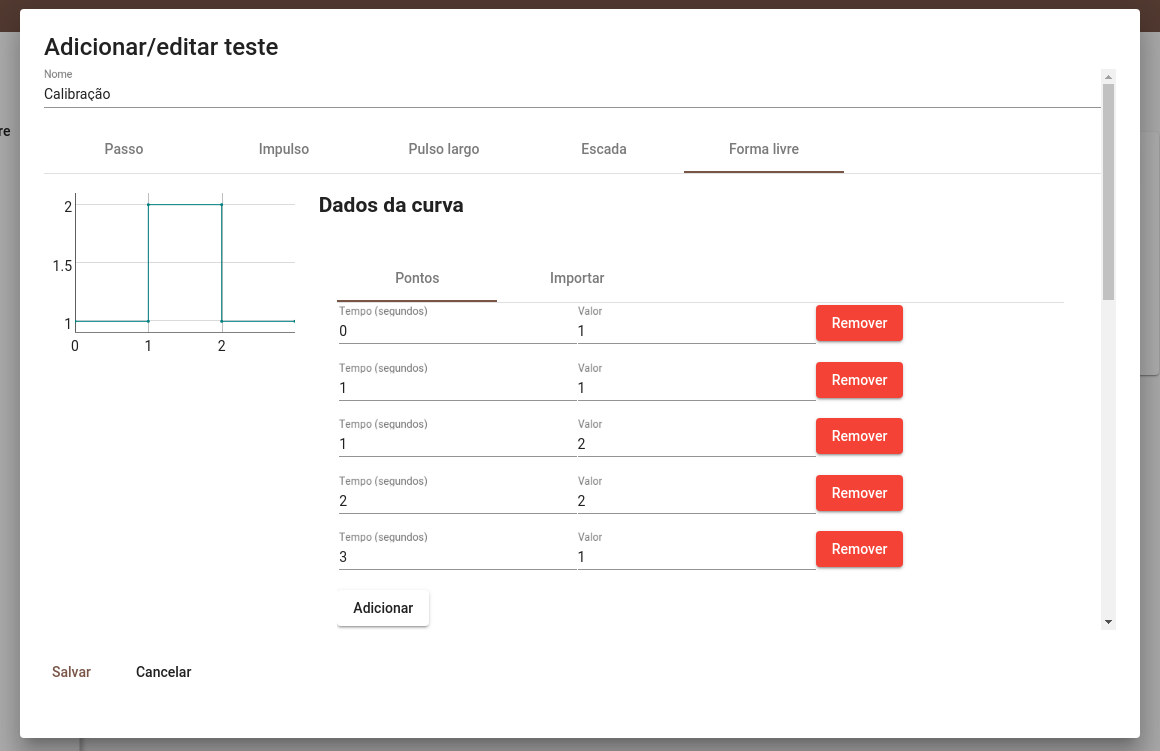 Adicionar/editar teste
Nome
Calibração
re
Passo Impulso Pulso largo Escada Forma livre
2
1.5
1
0 1 2
Dados da curva
Pontos Importar
Tempo (segundos) Valor
0 1 Remover
Tempo (segundos) Valor
1 1 Remover
Tempo (segundos) Valor
1 2 Remover
Tempo (segundos) Valor
2 2 Remover
Tempo (segundos) Valor
3 1 Remover
Adicionar
Salvar Cancelar